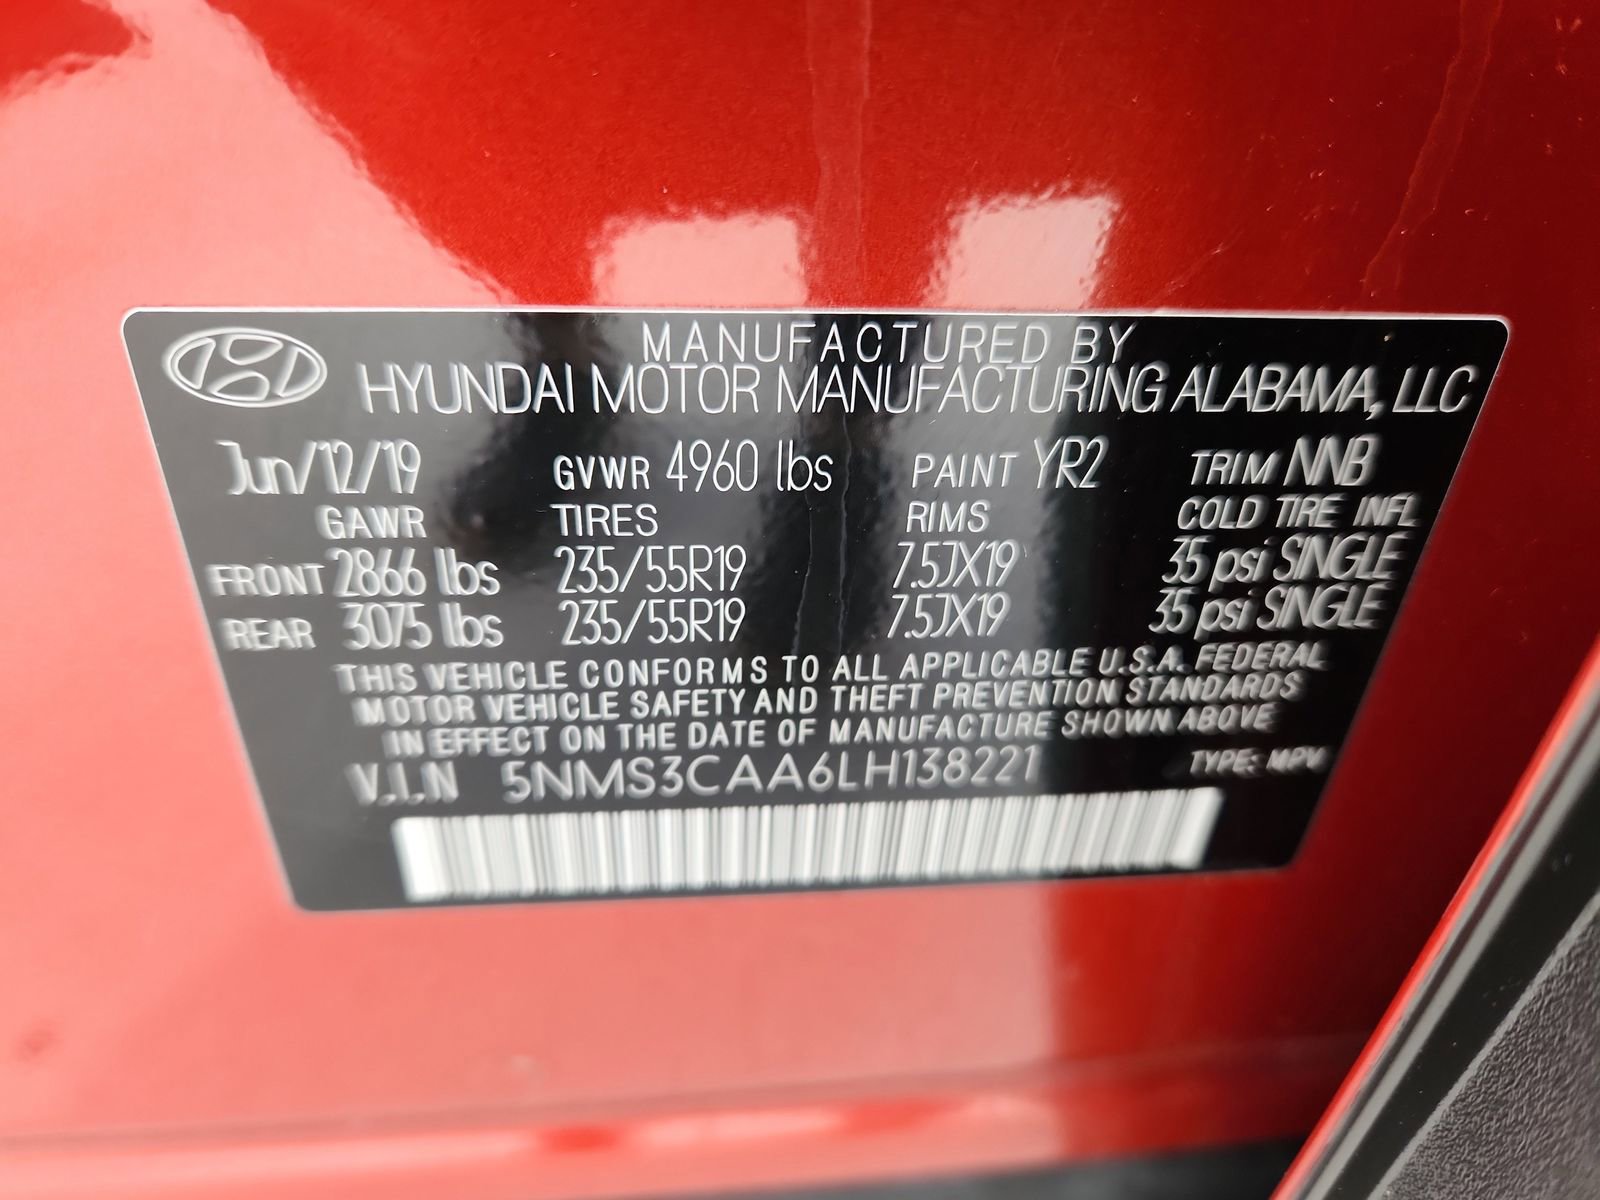 MANUFACTURED BY
HYUNDAI MOTOR MANUFACTURING ALABAMA, LLC
Jun/12/19 GVWR 4960 lbs PAINT YR2 TRIM NNB
GAWR TIRES RIMS COLD TIRE INFL
FRONT 2866 lbs 235/55R19 7.5JX19 35 psi SINGLE
REAR 3075 lbs 235/55R19 7.5JX19 35 psi SINGLE
THIS VEHICLE CONFORMS TO ALL APPLICABLE U.S.A. FEDERAL
MOTOR VEHICLE SAFETY AND THEFT PREVENTION STANDARDS
IN EFFECT ON THE DATE OF MANUFACTURE SHOWN ABOVE
V.I.N 5NMS3CAA6LH138221 TYPE: MPV